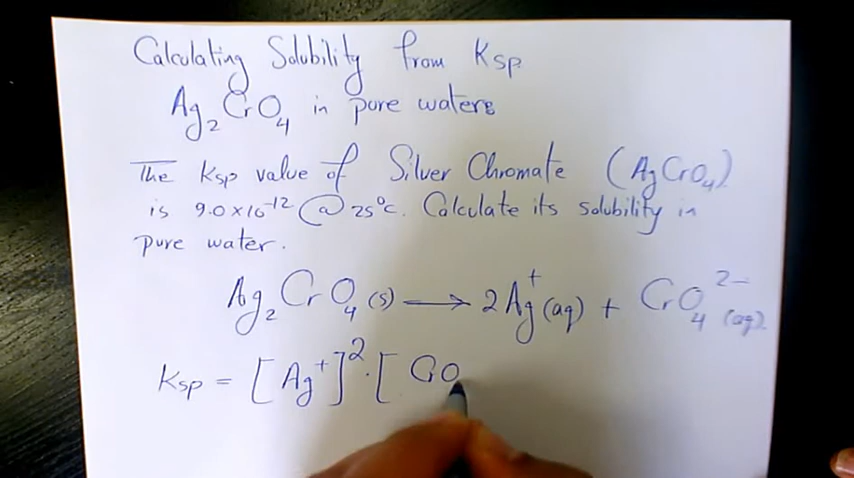 Calculating Solubility from Ksp
Ag₂CrO₄ in pure waters
The Ksp value of Silver Chromate (AgCrO₄)
is 9.0×10⁻¹² @ 25°C. Calculate its solubility in
pure water.
Ag₂CrO₄(s) ⟶ 2Ag⁺(aq) + CrO₄²⁻(aq).
Ksp = [Ag⁺]²·[CrO